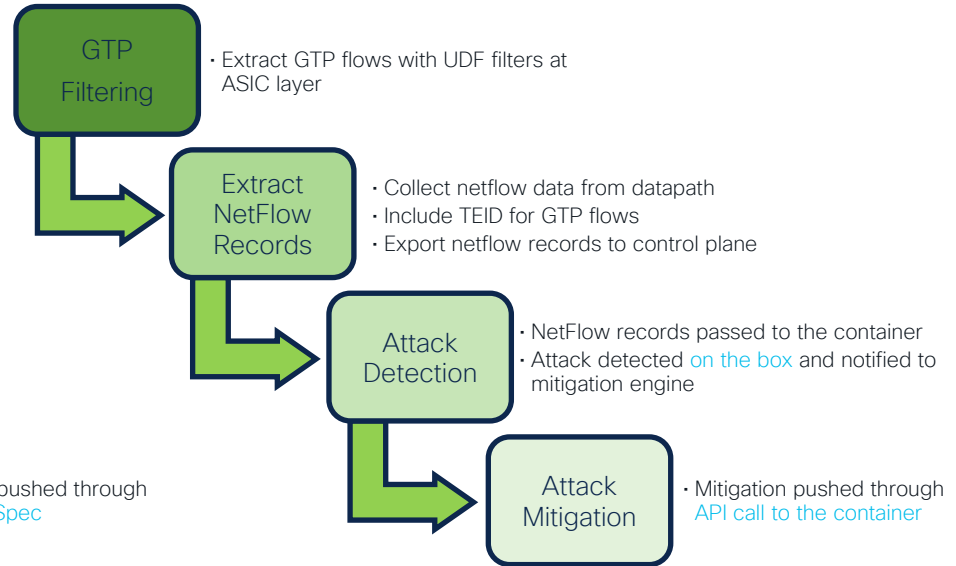 GTP
Filtering
· Extract GTP flows with UDF filters at
ASIC layer
Extract
NetFlow
Records
· Collect netflow data from datapath
· Include TEID for GTP flows
· Export netflow records to control plane
Attack
Detection
· NetFlow records passed to the container
· Attack detected on the box and notified to
mitigation engine
pushed through
Spec
Attack
Mitigation
· Mitigation pushed through
API call to the container